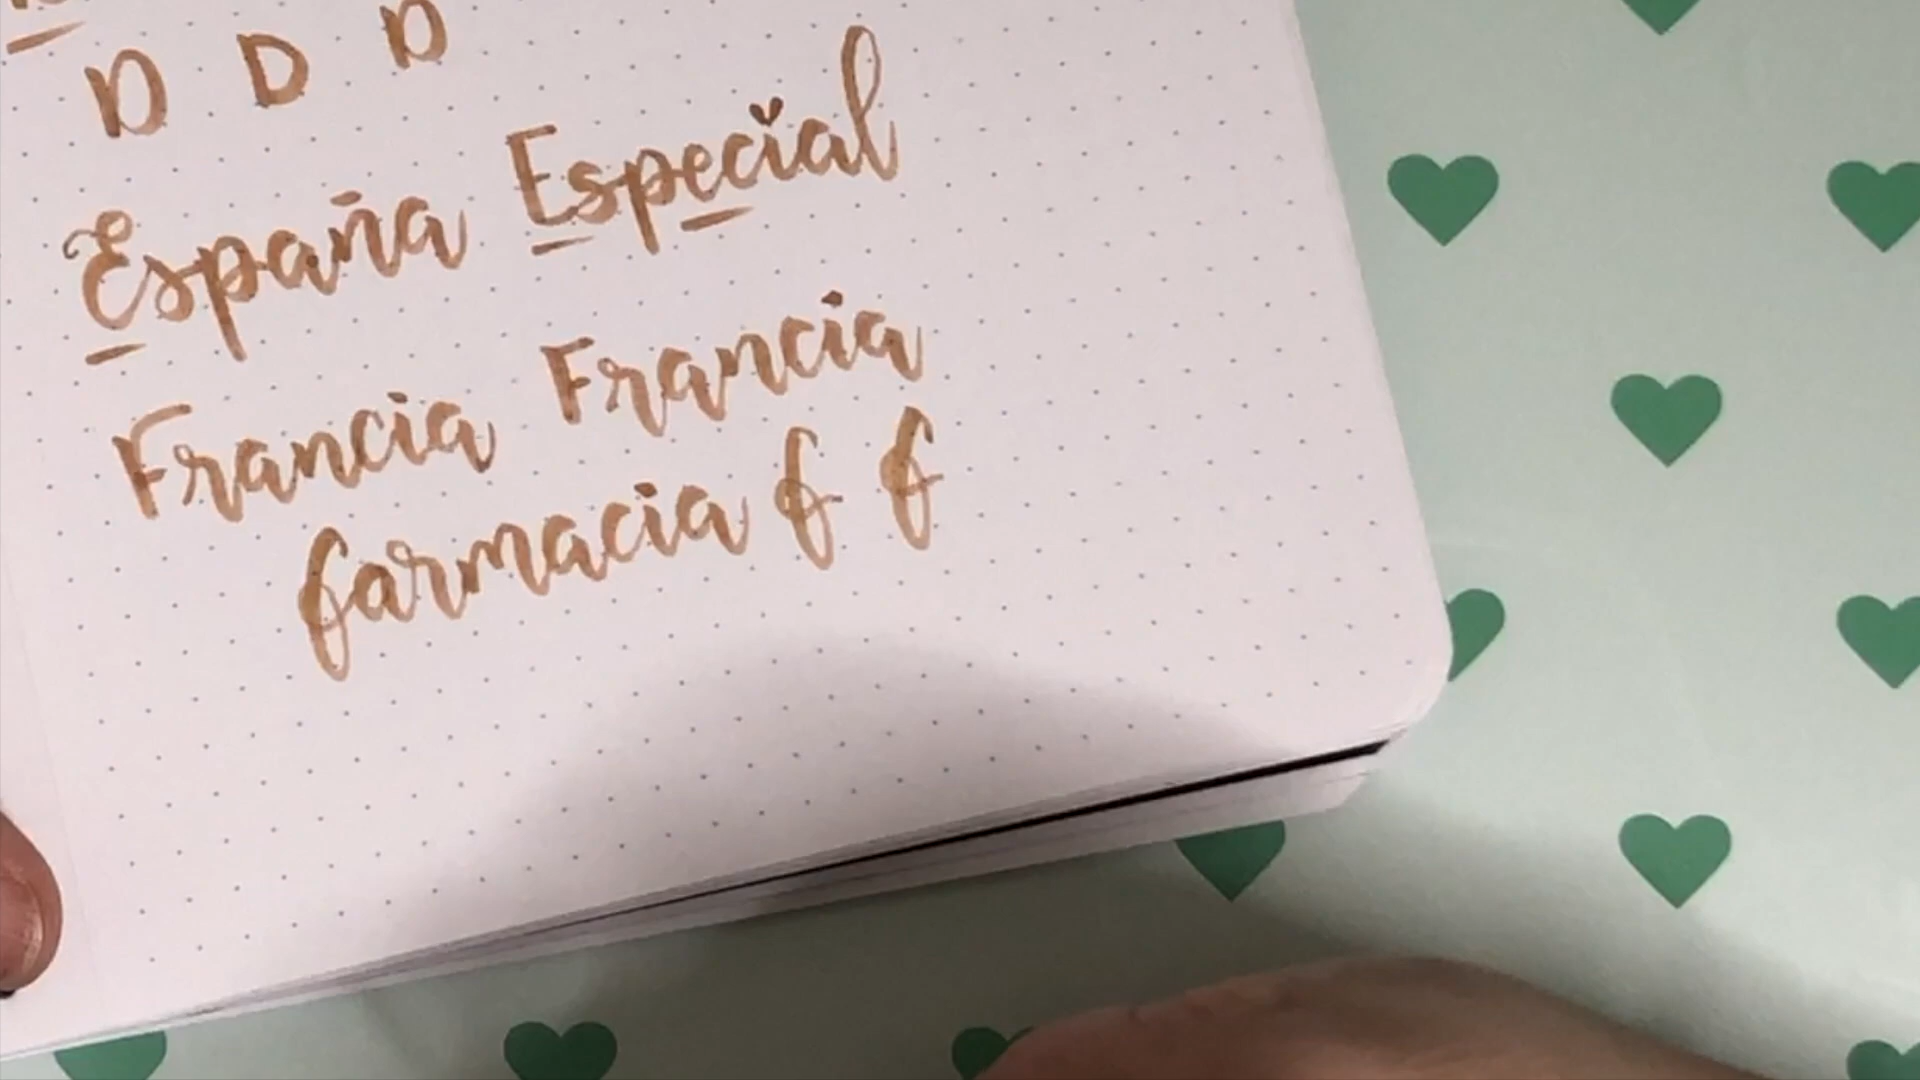 D D D
España Especial
Francia Francia
farmacia f f